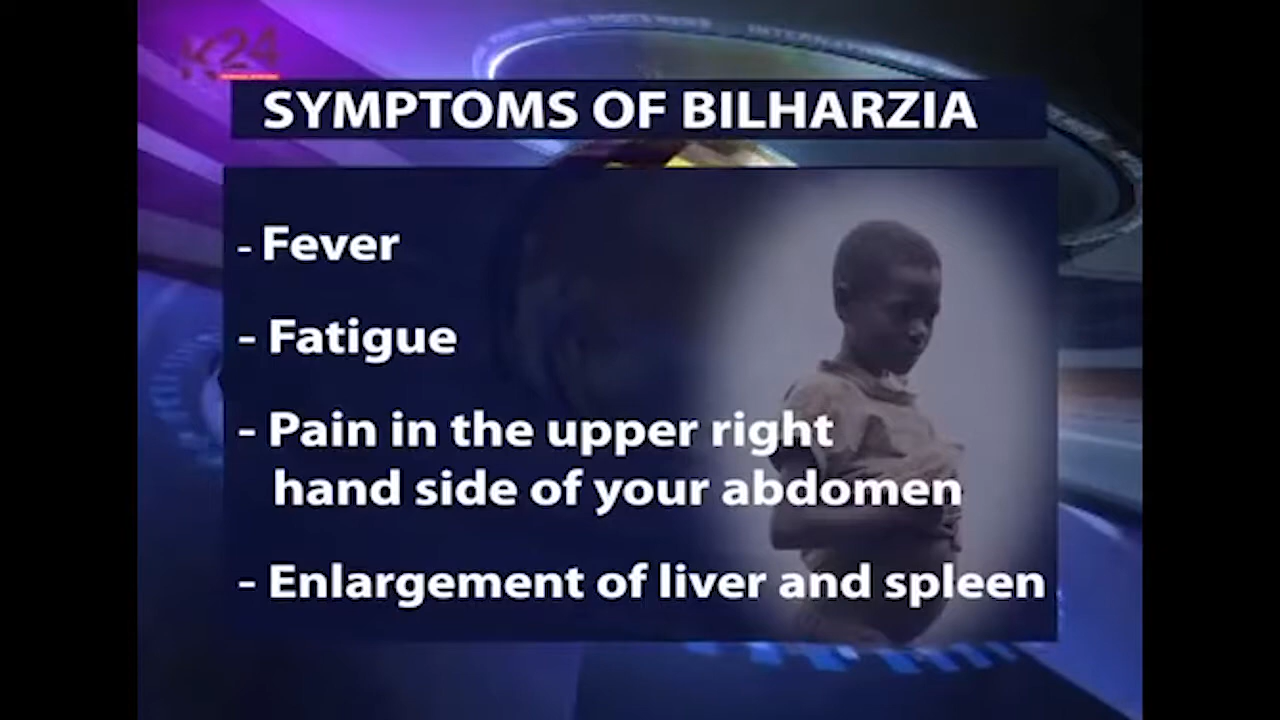 K24
SYMPTOMS OF BILHARZIA
- Fever
- Fatigue
- Pain in the upper right
hand side of your abdomen
- Enlargement of liver and spleen